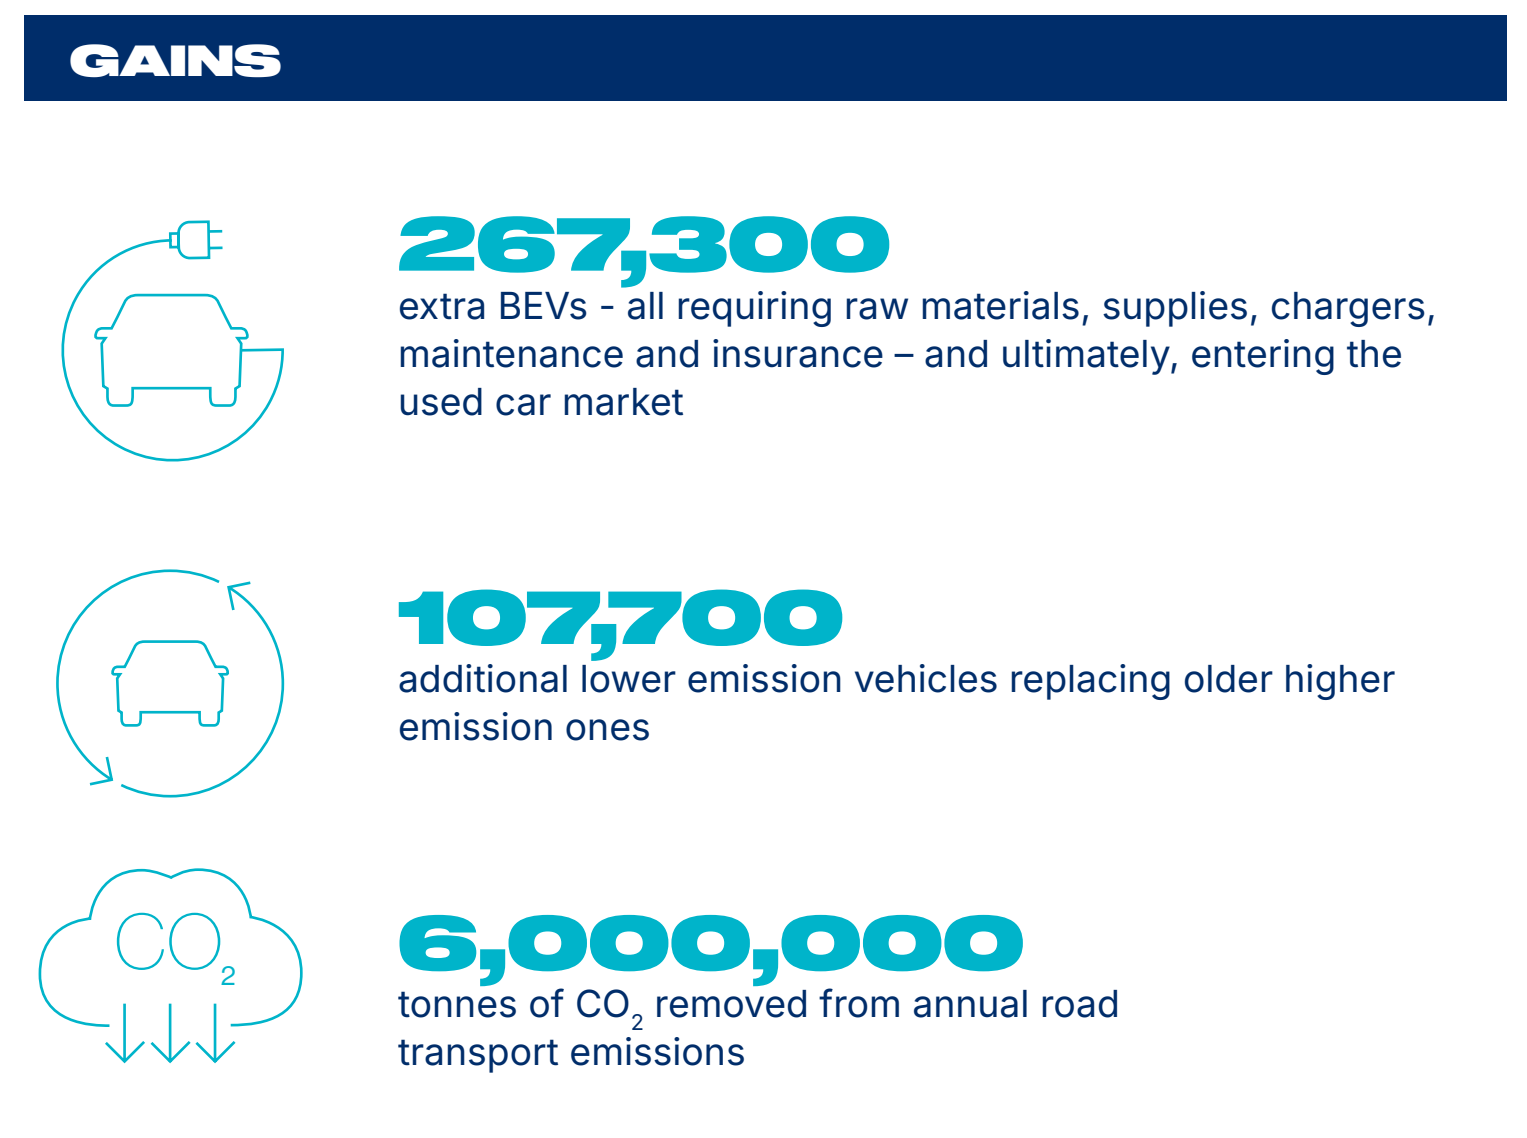 GAINS
267,300
extra BEVs - all requiring raw materials, supplies, chargers,
maintenance and insurance – and ultimately, entering the
used car market
107,700
additional lower emission vehicles replacing older higher
emission ones
CO2
6,000,000
tonnes of CO2 removed from annual road
transport emissions